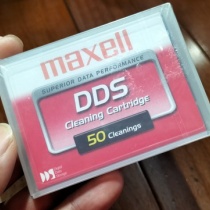 maxell
SUPERIOR DATA PERFORMANCE
DDS
Cleaning Cartridge
50 Cleanings